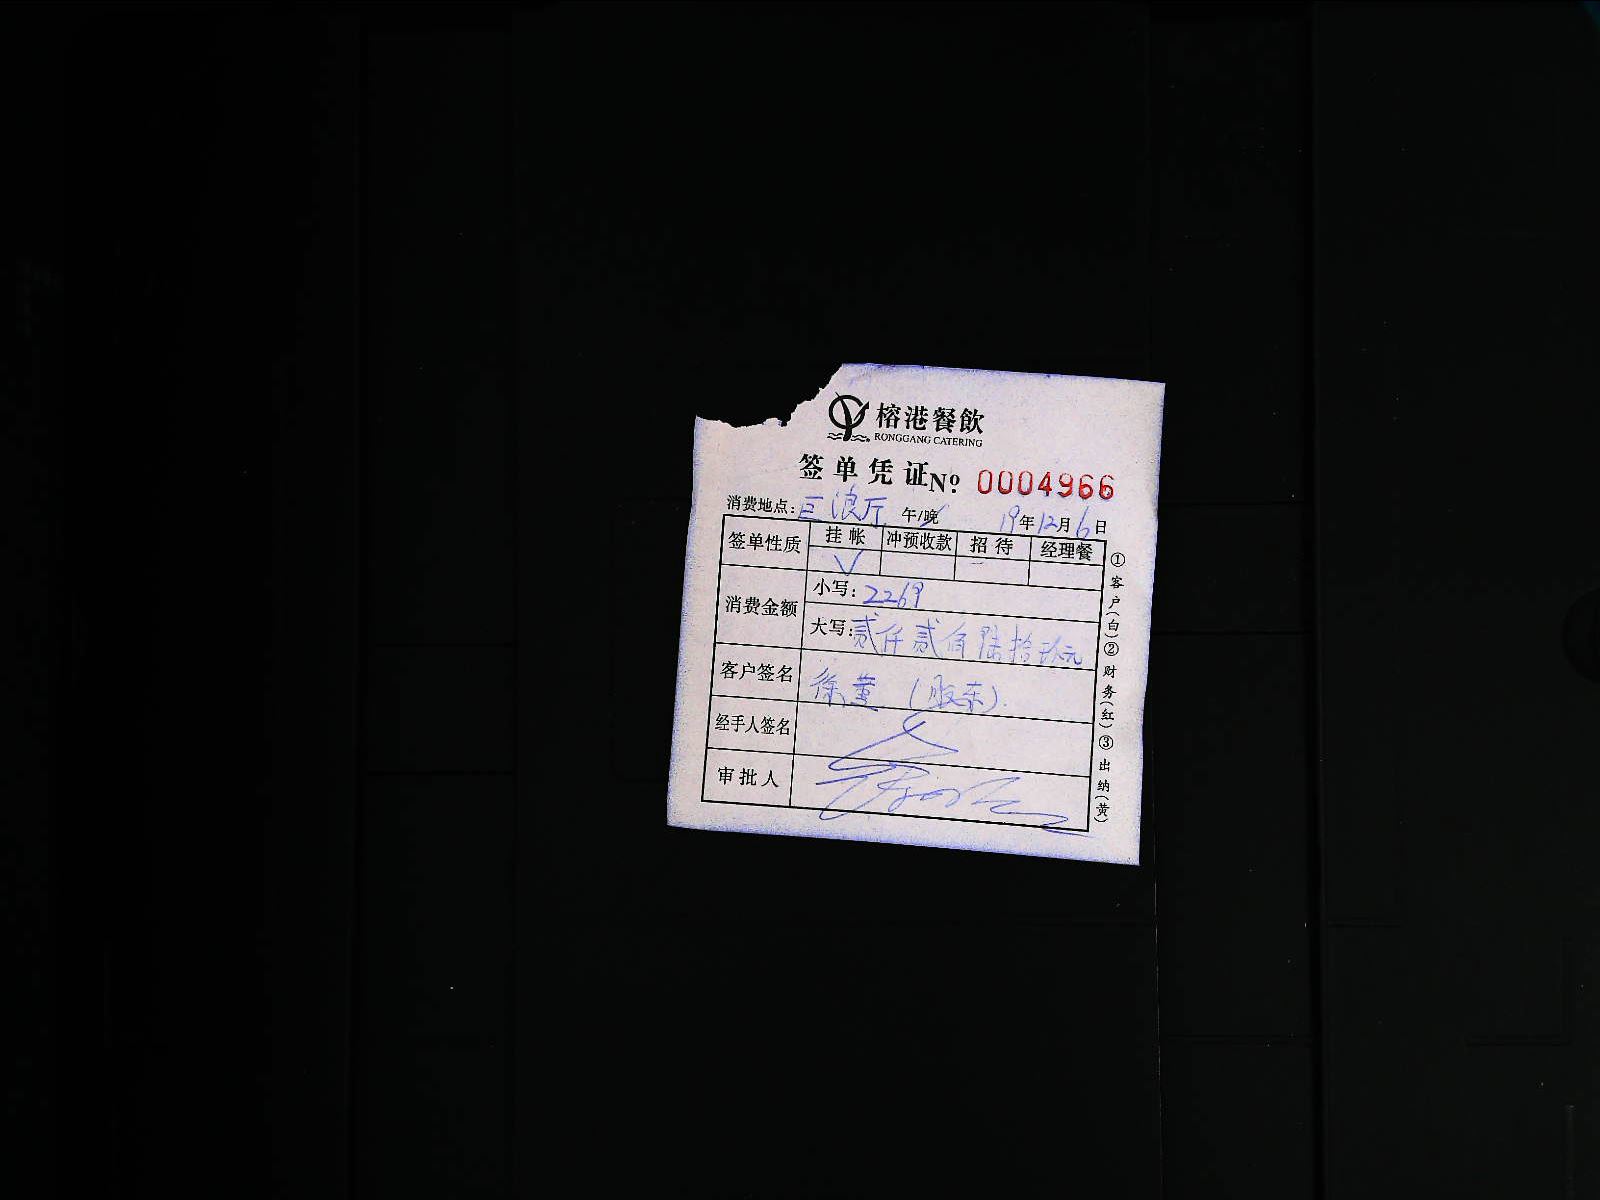 榕港餐飲
RONGGANG CATERING
签单凭证 Nº 0004966
消费地点：巨浪厅 午/晚 19年12月6日
签单性质 挂帐 冲预收款 招待 经理餐
√
消费金额 小写：2269
大写：贰仟贰佰陆拾玖元
客户签名 徐董（股东）.
经手人签名
审批人
①客户(白)②财务(红)③出纳(黄)